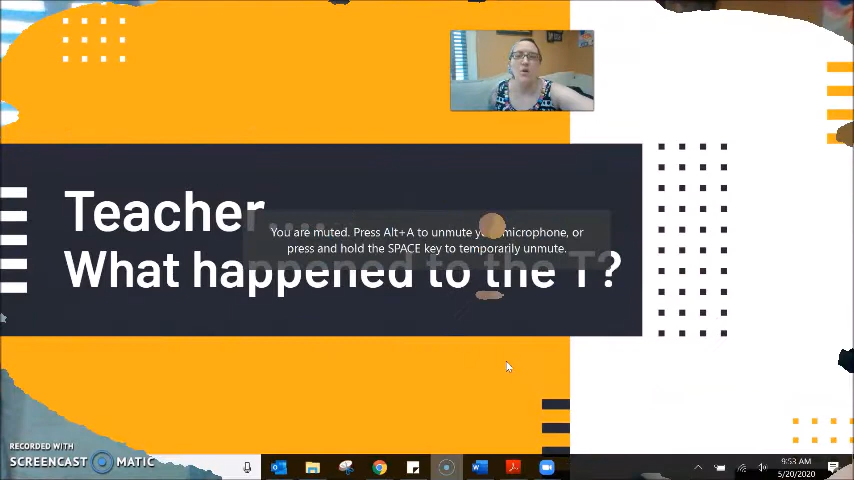 Teacher....
What happened to the T?
You are muted. Press Alt+A to unmute microphone, or
press and hold the SPACE key to temporarily unmute.
RECORDED WITH
SCREENCAST MATIC
9:53 AM
5/20/2020